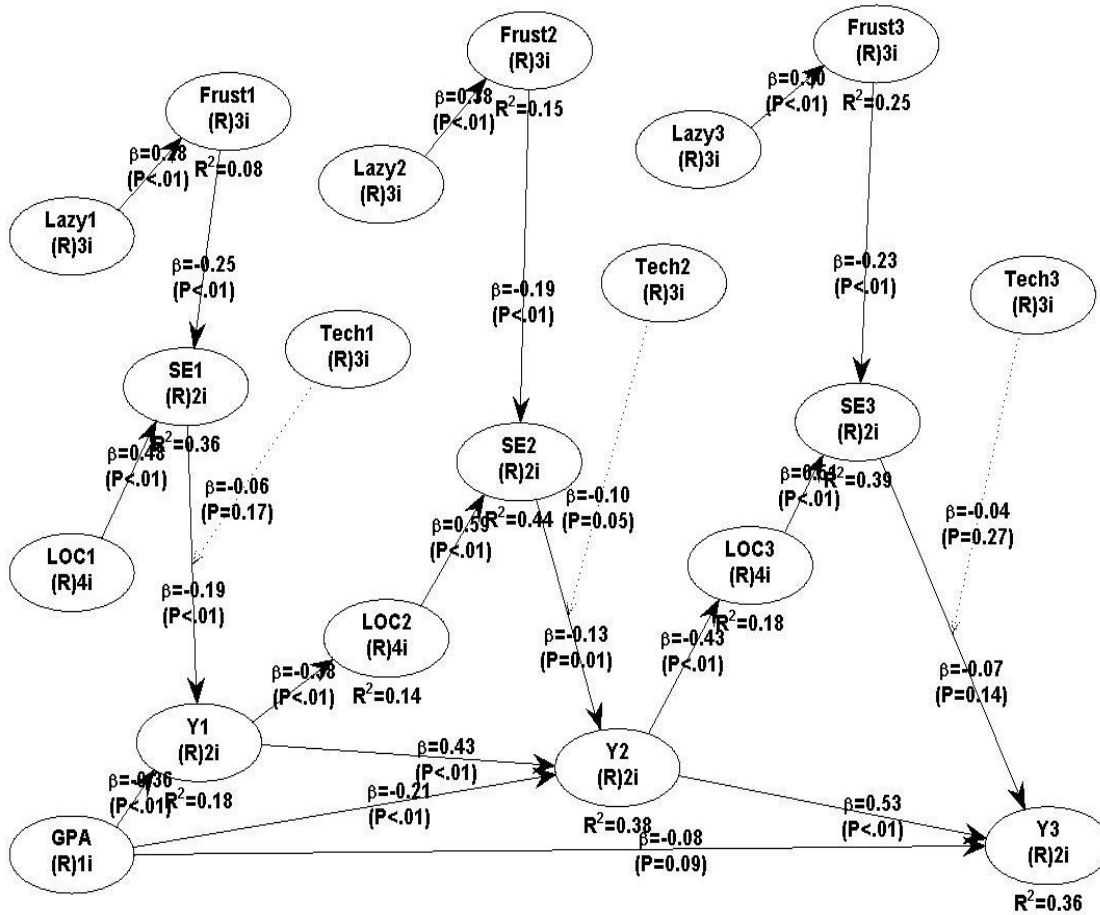 Frust2
(R)3i
Frust3
(R)3i
Frust1
(R)3i
β=0.38
(P<.01)
R²=0.15
β=0.50
(P<.01)
R²=0.25
Lazy3
(R)3i
β=0.28
(P<.01)
R²=0.08
Lazy2
(R)3i
Lazy1
(R)3i
β=-0.25
(P<.01)
β=-0.19
(P<.01)
Tech2
(R)3i
β=-0.23
(P<.01)
Tech3
(R)3i
Tech1
(R)3i
SE1
(R)2i
R²=0.36
β=0.48
(P<.01)
SE3
(R)2i
R²=0.39
(P<.01)
SE2
(R)2i
R²=0.44
β=-0.06
(P=0.17)
β=-0.10
(P=0.05)
β=-0.04
(P=0.27)
β=0.59
(P<.01)
LOC1
(R)4i
LOC3
(R)4i
R²=0.18
β=-0.19
(P<.01)
LOC2
(R)4i
R²=0.14
β=-0.13
(P=0.01)
β=-0.43
(P<.01)
β=-0.38
(P<.01)
β=-0.07
(P=0.14)
Y1
(R)2i
R²=0.18
β=0.43
(P<.01)
Y2
(R)2i
R²=0.38
β=-0.36
(P<.01)
β=-0.21
(P<.01)
β=0.53
(P<.01)
GPA
(R)1i
β=-0.08
(P=0.09)
Y3
(R)2i
R²=0.36